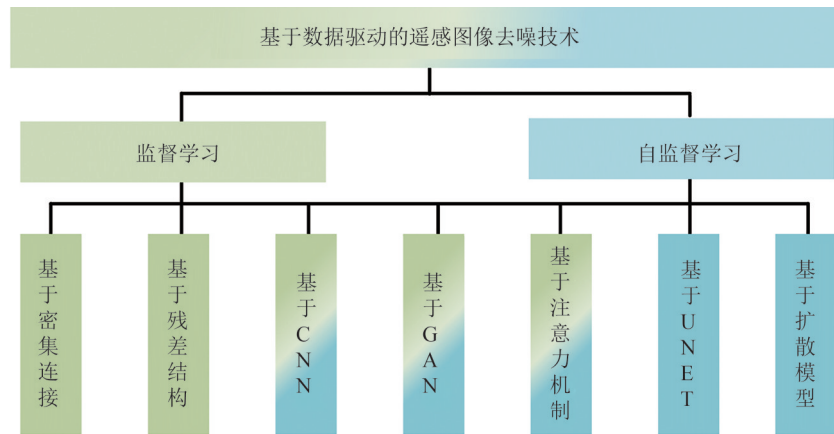 基于数据驱动的遥感图像去噪技术
监督学习
自监督学习
基于密集连接
基于残差结构
基于CNN
基于GAN
基于注意力机制
基于UNET
基于扩散模型